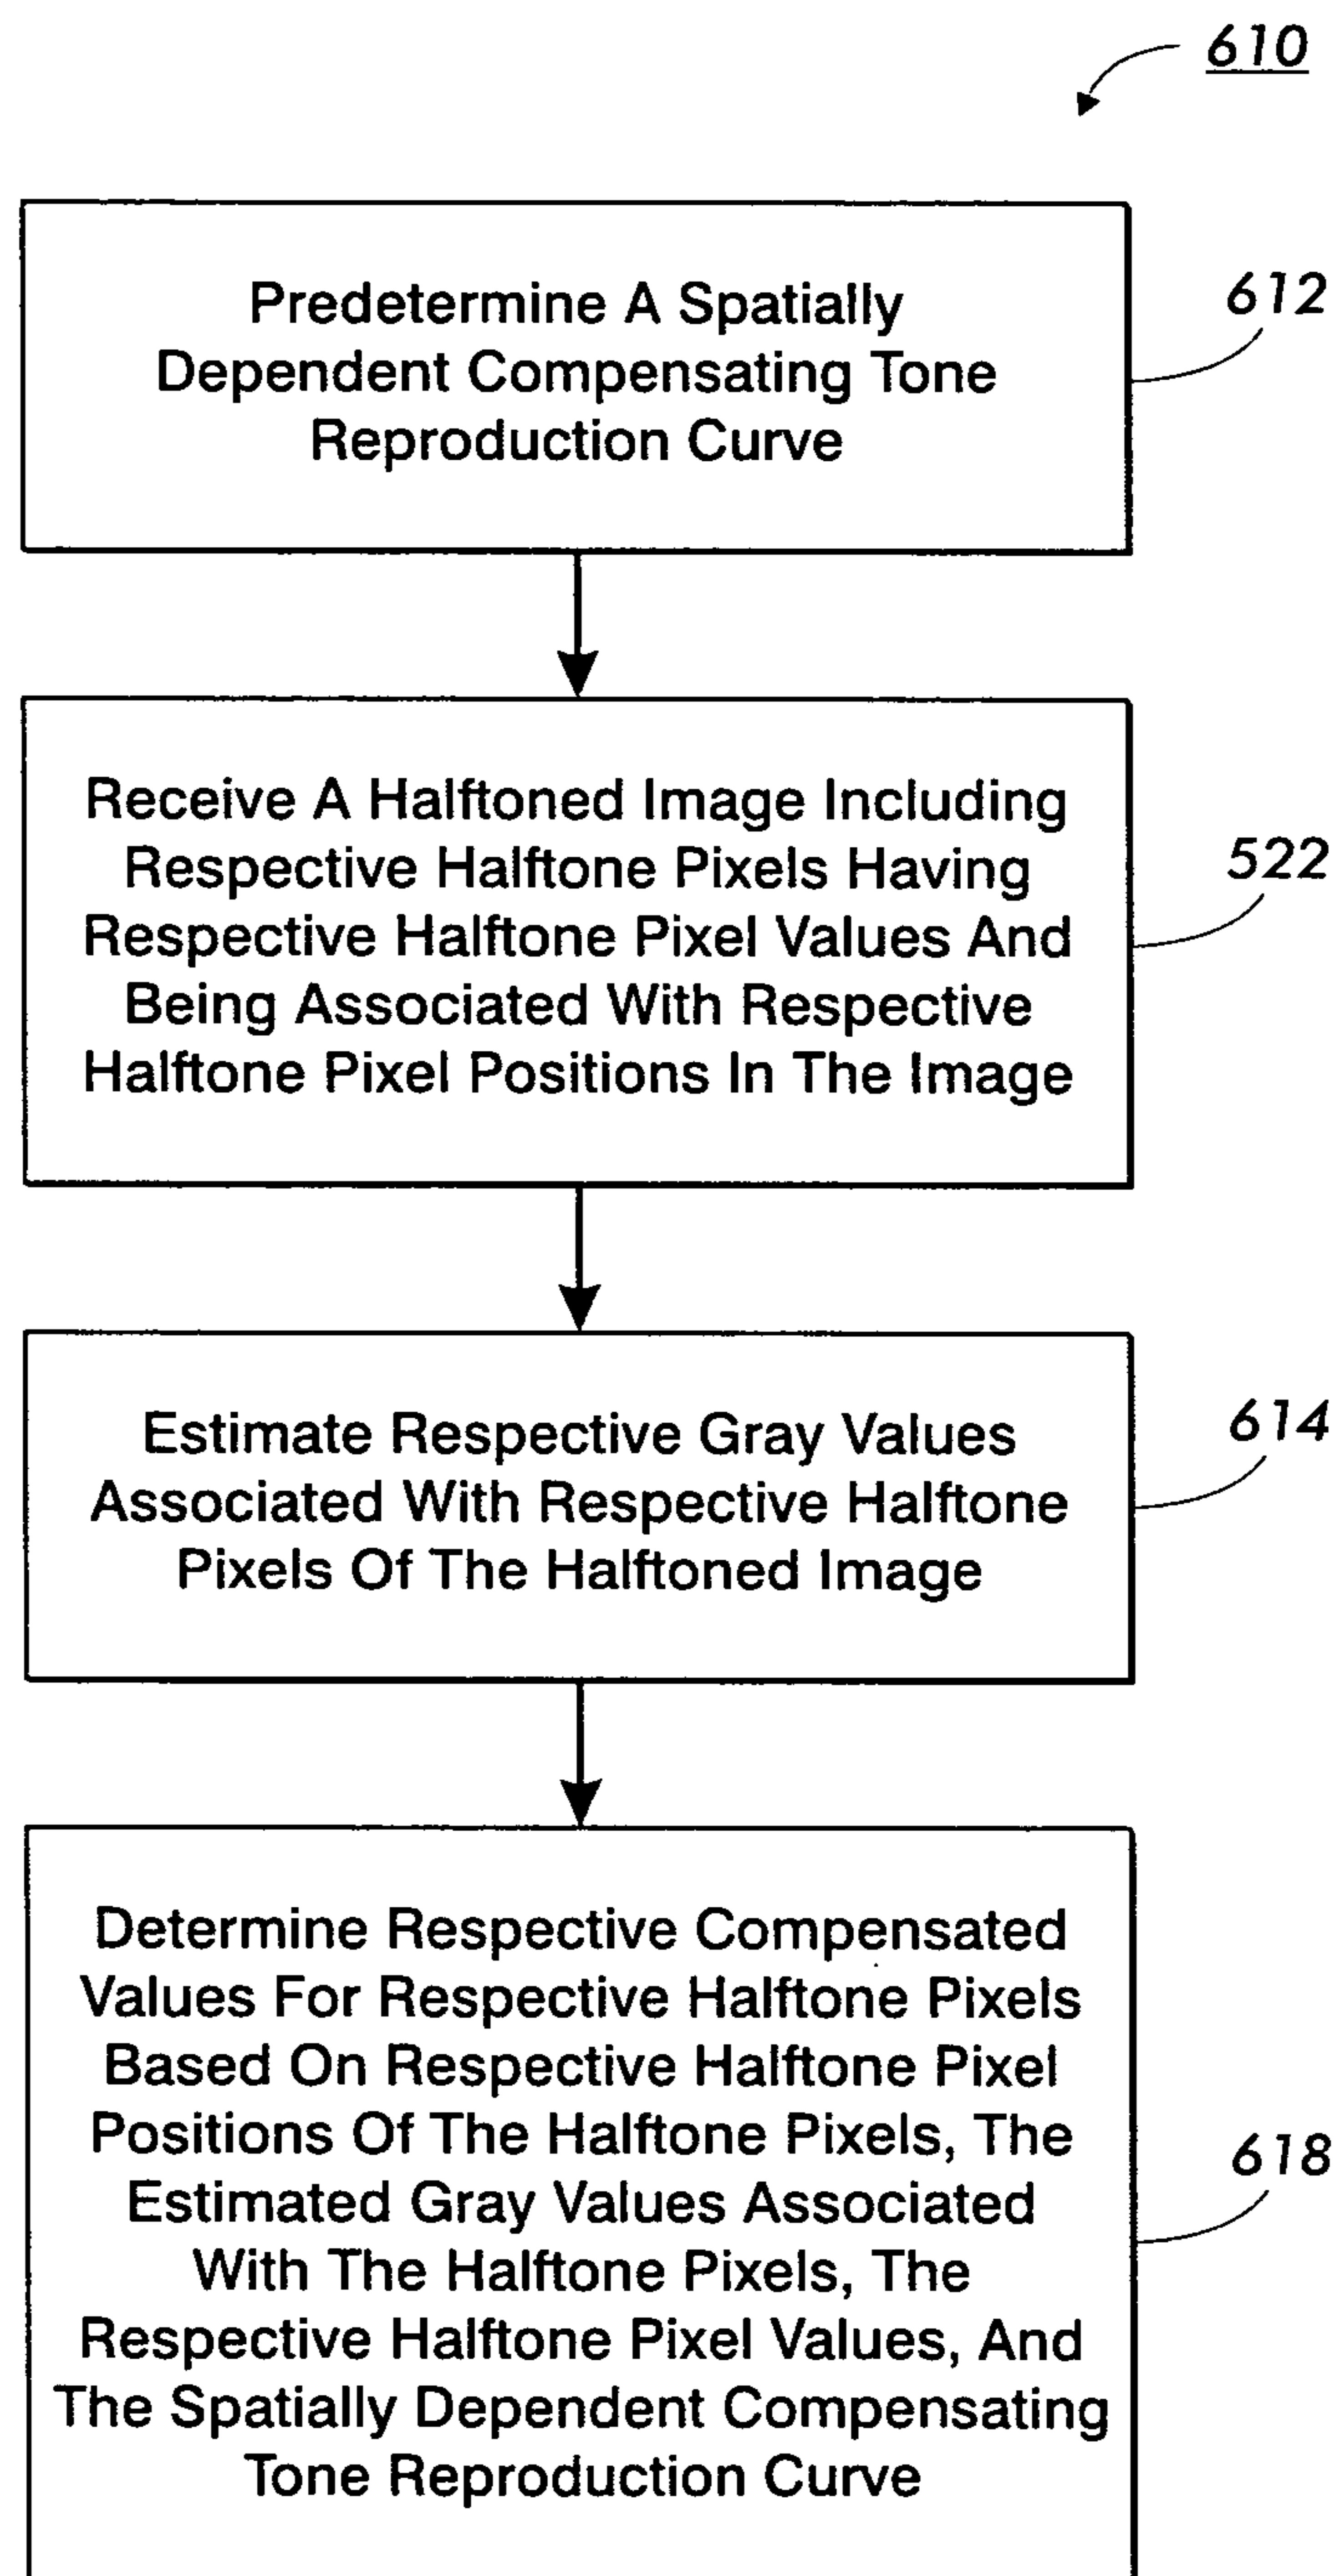 610
Predetermine A Spatially
Dependent Compensating Tone
Reproduction Curve
612
Receive A Halftoned Image Including
Respective Halftone Pixels Having
Respective Halftone Pixel Values And
Being Associated With Respective
Halftone Pixel Positions In The Image
522
Estimate Respective Gray Values
Associated With Respective Halftone
Pixels Of The Halftoned Image
614
Determine Respective Compensated
Values For Respective Halftone Pixels
Based On Respective Halftone Pixel
Positions Of The Halftone Pixels, The
Estimated Gray Values Associated
With The Halftone Pixels, The
Respective Halftone Pixel Values, And
The Spatially Dependent Compensating
Tone Reproduction Curve
618